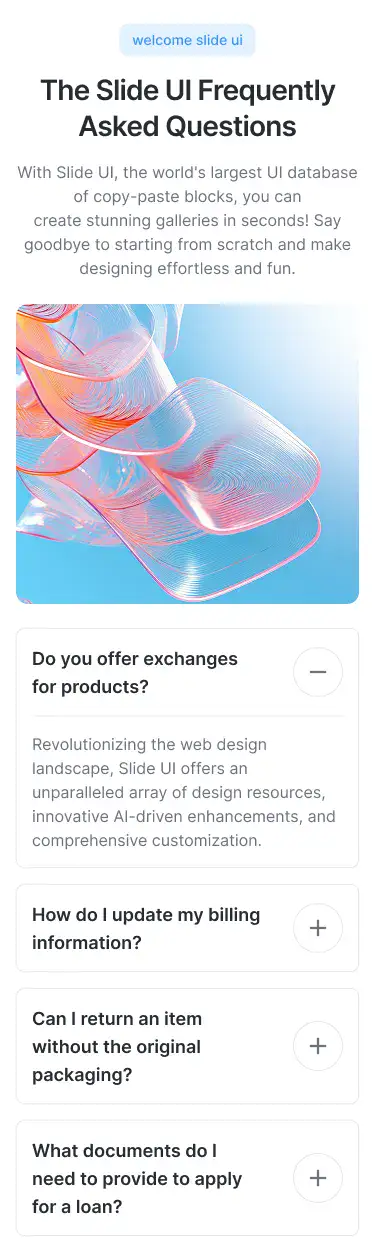 welcome slide ui
The Slide UI Frequently
Asked Questions
With Slide UI, the world's largest UI database
of copy-paste blocks, you can
create stunning galleries in seconds! Say
goodbye to starting from scratch and make
designing effortless and fun.
Do you offer exchanges
for products?
Revolutionizing the web design
landscape, Slide UI offers an
unparalleled array of design resources,
innovative AI-driven enhancements, and
comprehensive customization.
How do I update my billing
information?
Can I return an item
without the original
packaging?
What documents do I
need to provide to apply
for a loan?